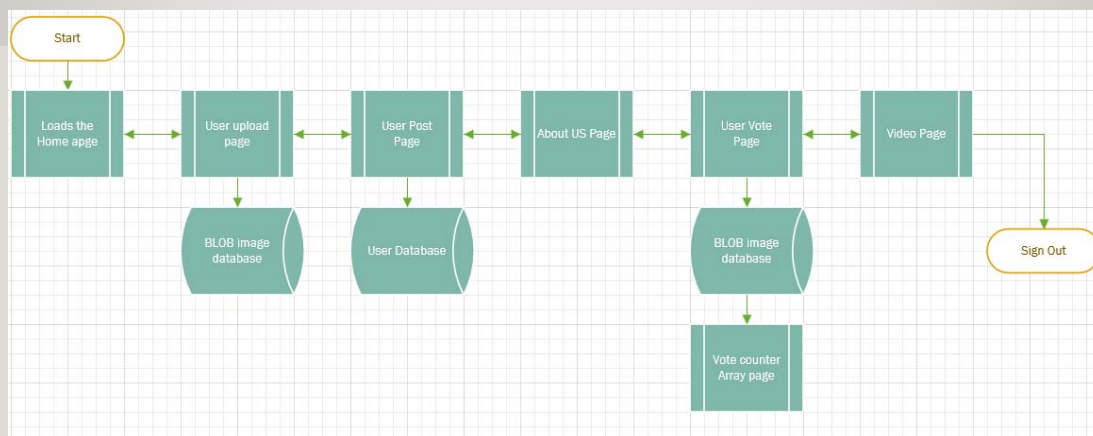 Start
Loads the
Home apge
User upload
page
User Post
Page
About US Page
User Vote
Page
Video Page
BLOB image
database
User Database
BLOB image
database
Sign Out
Vote counter
Array page